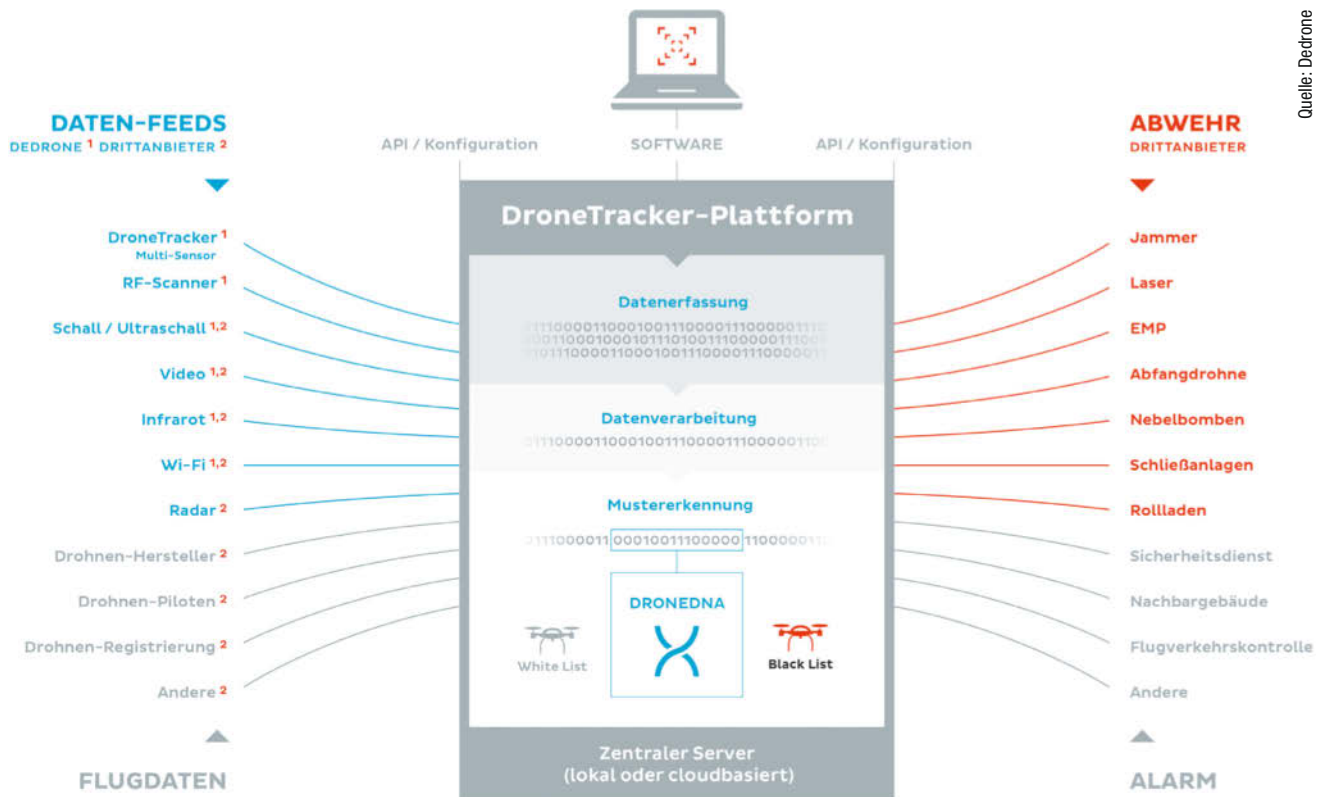 Quelle: Dedrone
DATEN-FEEDS
DEDRONE 1 DRITTANBIETER 2
API / Konfiguration
SOFTWARE
API / Konfiguration
ABWEHR
DRITTANBIETER
DroneTracker 1
Multi-Sensor
RF-Scanner 1
Schall / Ultraschall 1,2
Video 1,2
Infrarot 1,2
Wi-Fi 1,2
Radar 2
Drohnen-Hersteller 2
Drohnen-Piloten 2
Drohnen-Registrierung 2
Andere 2
FLUGDATEN
DroneTracker-Plattform
Datenerfassung
Datenverarbeitung
Mustererkennung
00010011100000
DRONEDNA
White List
Black List
Zentraler Server
(lokal oder cloudbasiert)
Jammer
Laser
EMP
Abfangdrohne
Nebelbomben
Schließanlagen
Rollladen
Sicherheitsdienst
Nachbargebäude
Flugverkehrskontrolle
Andere
ALARM